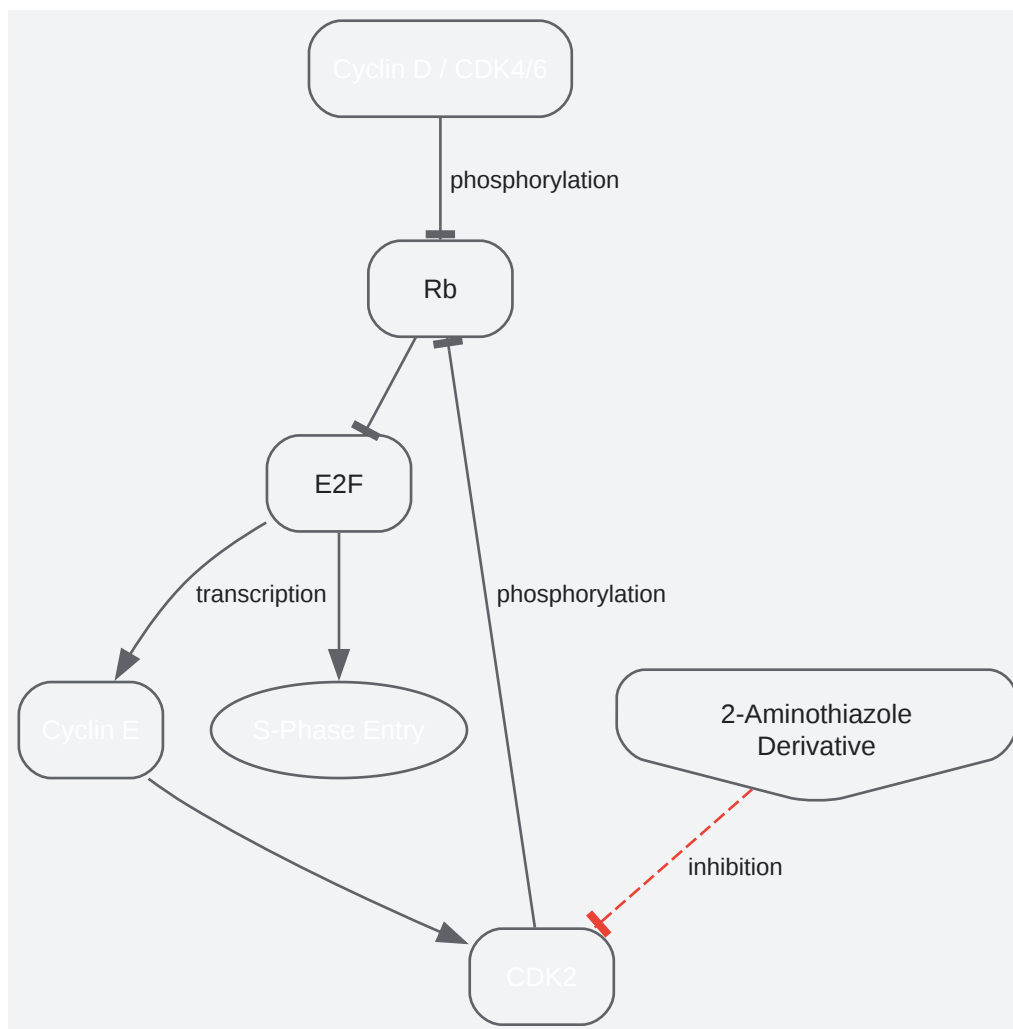 Cyclin D / CDK4/6
phosphorylation
Rb
E2F
transcription
phosphorylation
Cyclin E
S-Phase Entry
2-Aminothiazole
Derivative
inhibition
CDK2